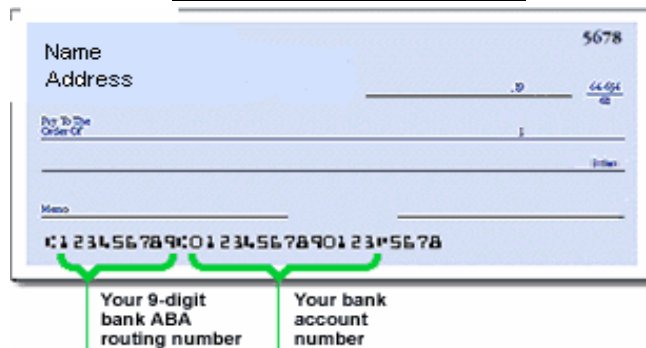 5678
Name
Address
Pay To The
Order Of
Memo
⑆123456789⑆01234567890123⑈5678
Your 9-digit
bank ABA
routing number
Your bank
account
number